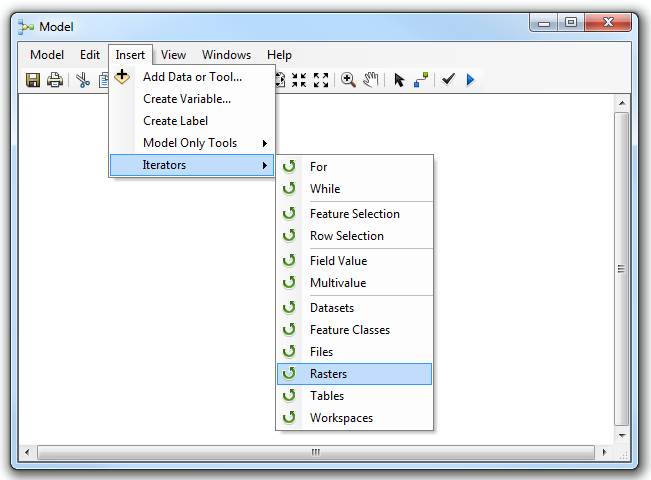 Model
Model Edit Insert View Windows Help
Add Data or Tool...
Create Variable...
Create Label
Model Only Tools
Iterators
For
While
Feature Selection
Row Selection
Field Value
Multivalue
Datasets
Feature Classes
Files
Rasters
Tables
Workspaces